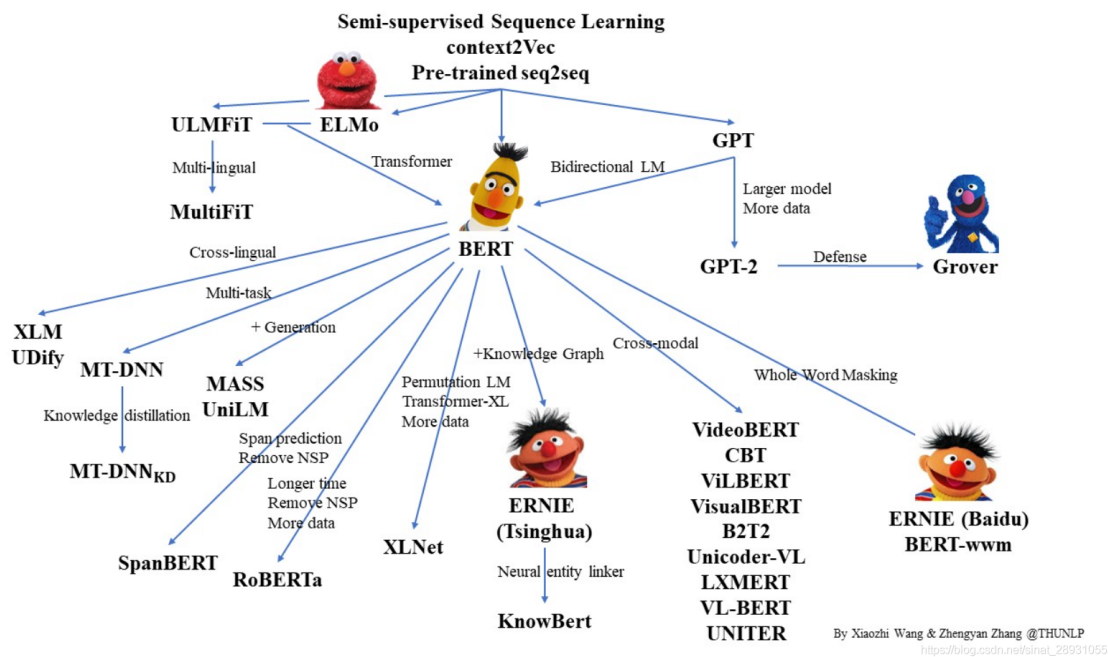 Semi-supervised Sequence Learning
context2Vec
Pre-trained seq2seq
ULMFiT
ELMo
GPT
Multi-lingual
Transformer
Bidirectional LM
Larger model
More data
MultiFiT
BERT
GPT-2
Defense
Grover
Cross-lingual
Multi-task
+ Generation
+Knowledge Graph
Cross-modal
Whole Word Masking
XLM
UDify
MT-DNN
MASS
UniLM
Permutation LM
Transformer-XL
More data
Knowledge distillation
Span prediction
Remove NSP
Longer time
Remove NSP
More data
MT-DNNKD
SpanBERT
RoBERTa
XLNet
ERNIE
(Tsinghua)
Neural entity linker
KnowBert
VideoBERT
CBT
ViLBERT
VisualBERT
B2T2
Unicoder-VL
LXMERT
VL-BERT
UNITER
ERNIE (Baidu)
BERT-wwm
By Xiaozhi Wang & Zhengyan Zhang @THUNLP
https://blog.csdn.net/sinat_28931055